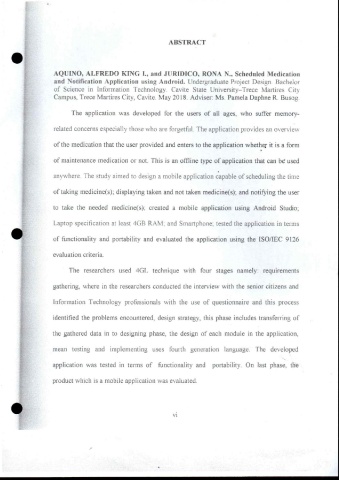 ABSTRACT
AQUINO, ALFREDO KING I., and JURIDICO, RONA N., Scheduled Medication
and Notification Application using Android. Undergraduate Project Design. Bachelor
of Science in Information Technology. Cavite State University–Trece Martires City
Campus, Trece Martires City, Cavite. May 2018. Adviser: Ms. Pamela Daphne R. Busog.
The application was developed for the users of all ages, who suffer memory-
related concerns especially those who are forgetful. The application provides an overview
of the medication that the user provided and enters to the application whether it is a form
of maintenance medication or not. This is an offline type of application that can be used
anywhere. The study aimed to design a mobile application capable of scheduling the time
of taking medicine(s); displaying taken and not taken medicine(s); and notifying the user
to take the needed medicine(s); created a mobile application using Android Studio;
Laptop specification at least 4GB RAM; and Smartphone; tested the application in terms
of functionality and portability and evaluated the application using the ISO/IEC 9126
evaluation criteria.
The researchers used 4GL technique with four stages namely: requirements
gathering, where in the researchers conducted the interview with the senior citizens and
Information Technology professionals with the use of questionnaire and this process
identified the problems encountered, design strategy, this phase includes transferring of
the gathered data in to designing phase, the design of each module in the application,
mean testing and implementing uses fourth generation language. The developed
application was tested in terms of functionality and portability. On last phase, the
product which is a mobile application was evaluated.
vi